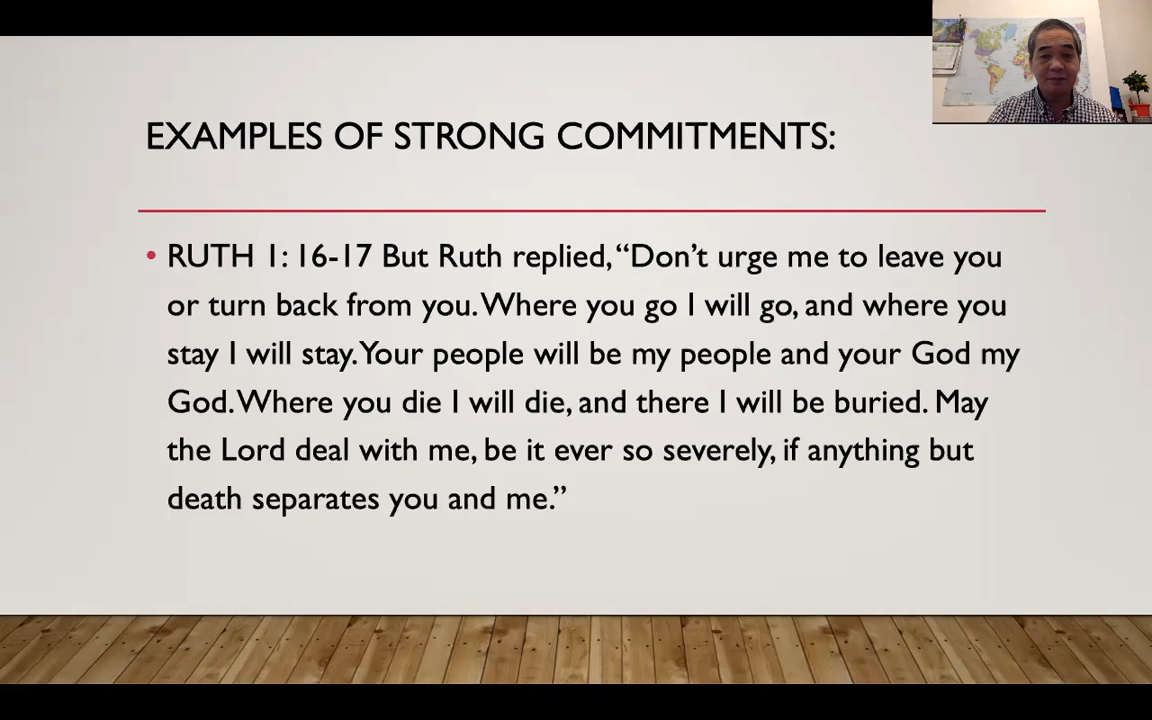 EXAMPLES OF STRONG COMMITMENTS:
• RUTH 1: 16-17 But Ruth replied, “Don’t urge me to leave you
or turn back from you. Where you go I will go, and where you
stay I will stay. Your people will be my people and your God my
God. Where you die I will die, and there I will be buried. May
the Lord deal with me, be it ever so severely, if anything but
death separates you and me.”